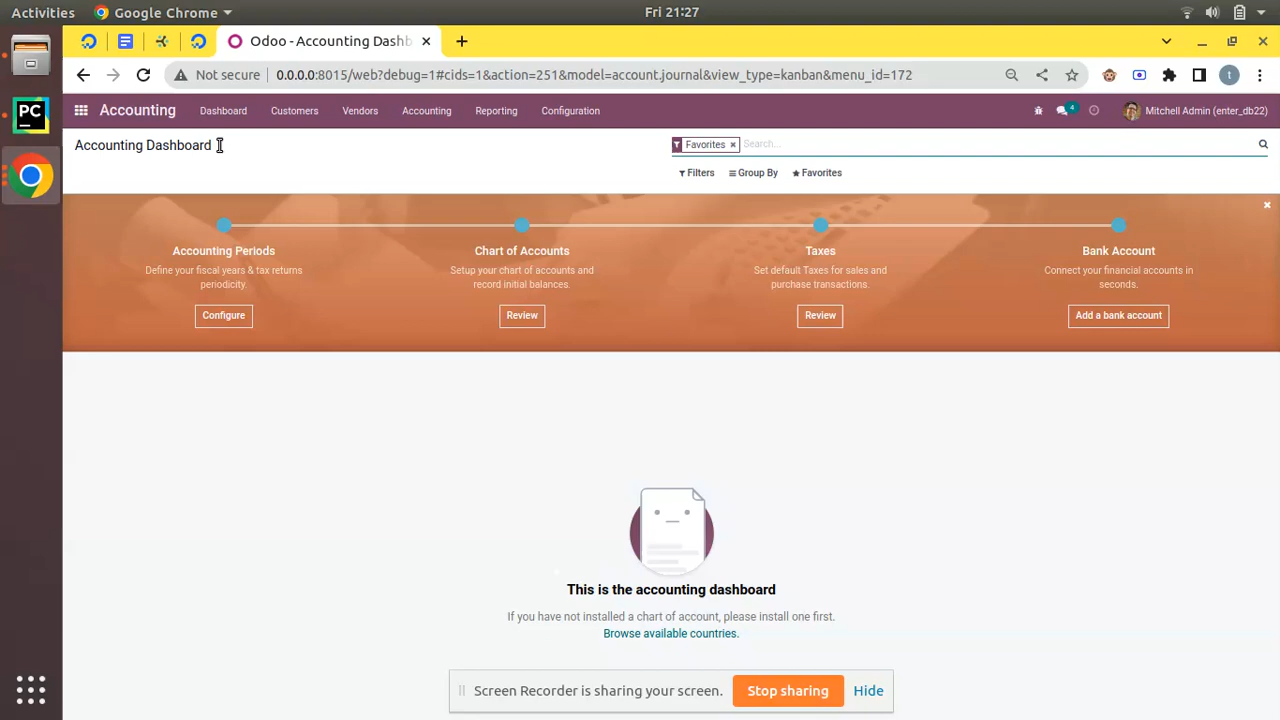 Activities
Google Chrome
Fri 21:27
Odoo - Accounting Dashb
Not secure
0.0.0.0:8015/web?debug=1#cids=1&action=251&model=account.journal&view_type=kanban&menu_id=172
t
PC
Accounting
Dashboard
Customers
Vendors
Accounting
Reporting
Configuration
4
Mitchell Admin (enter_db22)
Accounting Dashboard
Favorites
Search...
Filters
Group By
Favorites
Accounting Periods
Define your fiscal years & tax returns
periodicity.
Configure
Chart of Accounts
Setup your chart of accounts and
record initial balances.
Review
Taxes
Set default Taxes for sales and
purchase transactions.
Review
Bank Account
Connect your financial accounts in
seconds.
Add a bank account
This is the accounting dashboard
If you have not installed a chart of account, please install one first.
Browse available countries.
Screen Recorder is sharing your screen.
Stop sharing
Hide